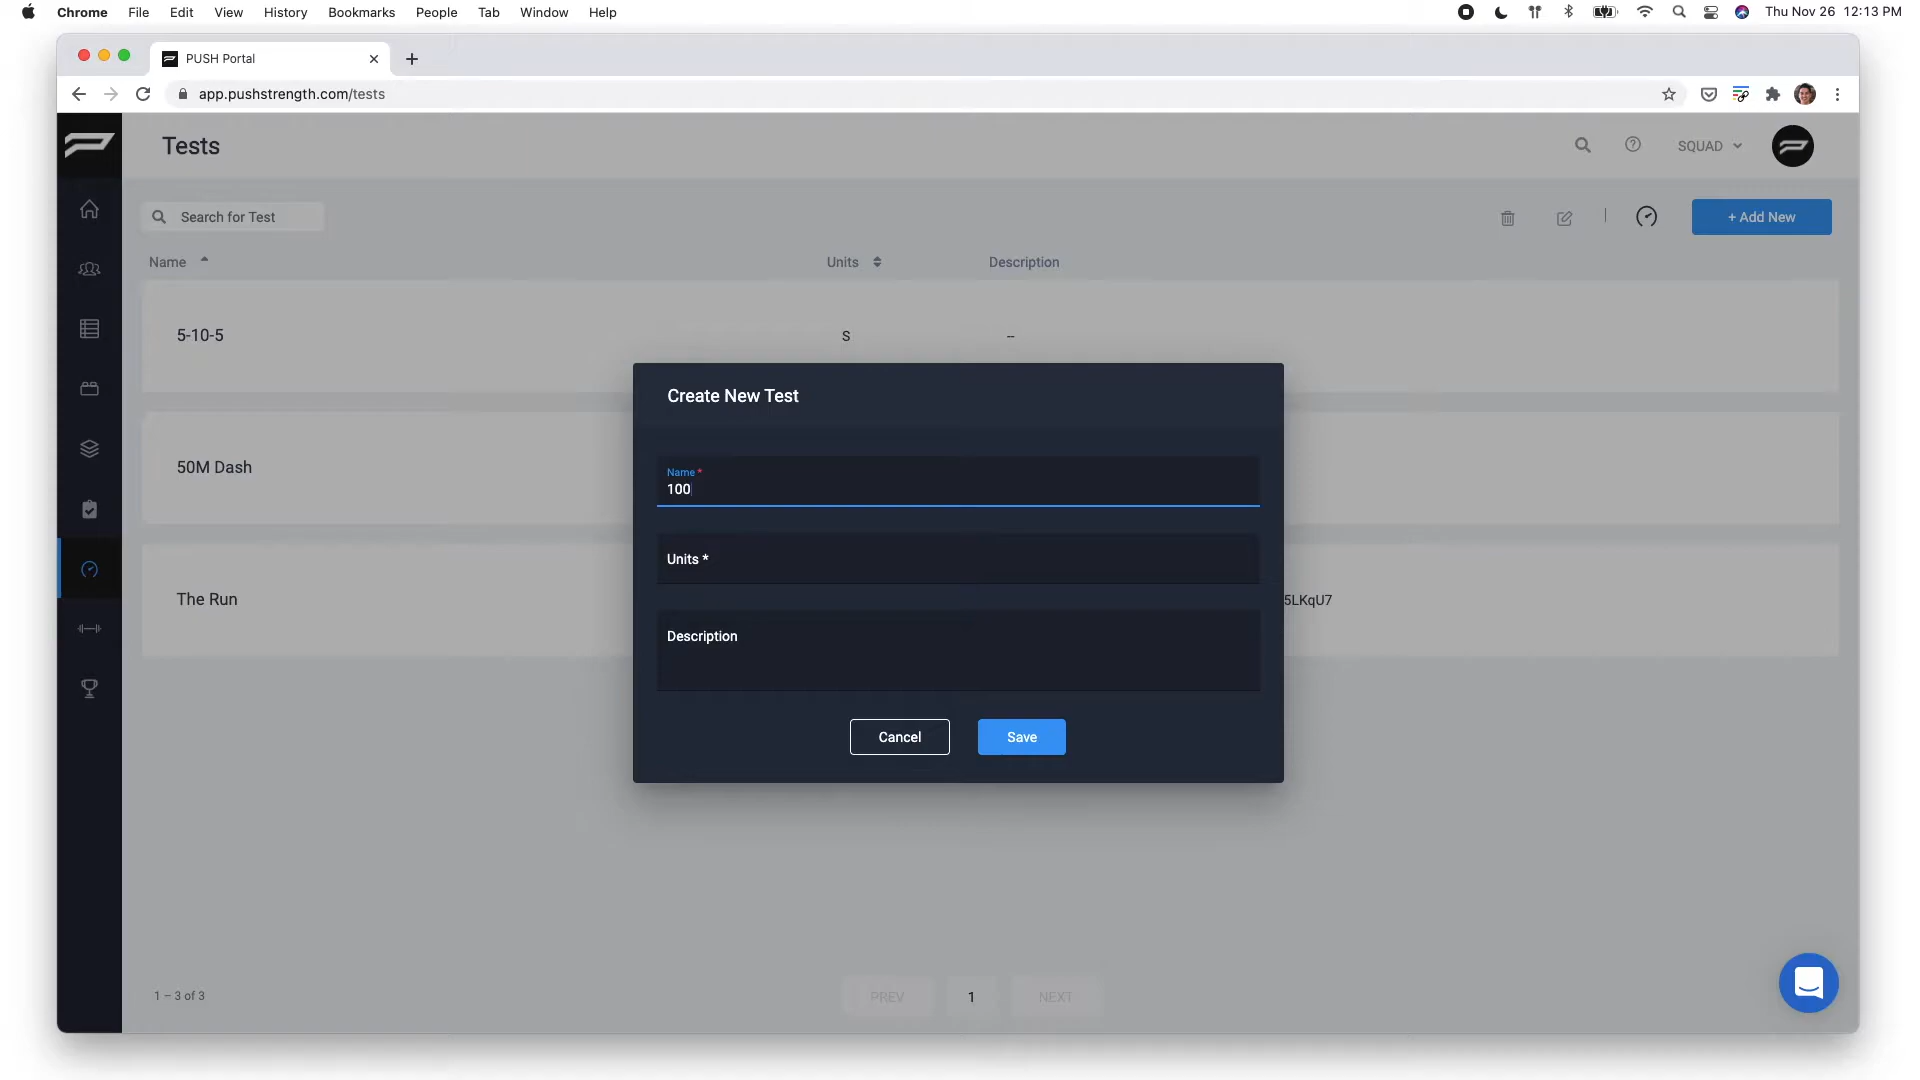 Chrome File Edit View History Bookmarks People Tab Window Help Thu Nov 26 12:13 PM
PUSH Portal
app.pushstrength.com/tests
Tests
SQUAD
Search for Test
+ Add New
Name Units Description
5-10-5 S --
50M Dash
The Run 5LKqU7
Create New Test
Name *
100
Units *
Description
Cancel Save
1 – 3 of 3
PREV 1 NEXT